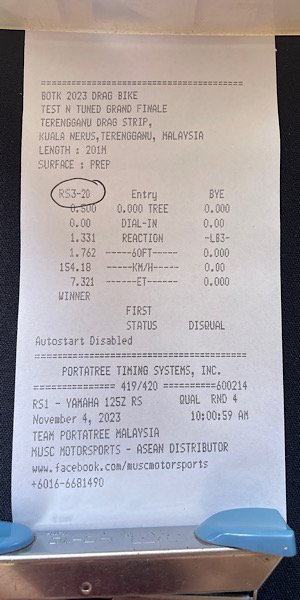 =====================================
BOTK 2023 DRAG BIKE
TEST N TUNED GRAND FINALE
TERENGGANU DRAG STRIP,
KUALA NERUS,TERENGGANU, MALAYSIA
LENGTH : 201M
SURFACE : PREP
RS3-20 Entry BYE
0.500 0.000 TREE 0.000
0.00 DIAL-IN 0.00
1.331 REACTION -L83-
1.762 ------60FT------ 0.000
154.18 -----KM/H----- 0.00
7.321 ------ET------ 0.000
WINNER
FIRST
STATUS DISQUAL
Autostart Disabled
=====================================
PORTATREE TIMING SYSTEMS, INC.
=============== 419/420 ==========600214
RS1 - YAMAHA 125Z RS QUAL RND 4
November 4, 2023 10:00:59 AM
TEAM PORTATREE MALAYSIA
MUSC MOTORSPORTS - ASEAN DISTRIBUTOR
www.facebook.com/muscmotorsports
+6016-6681490